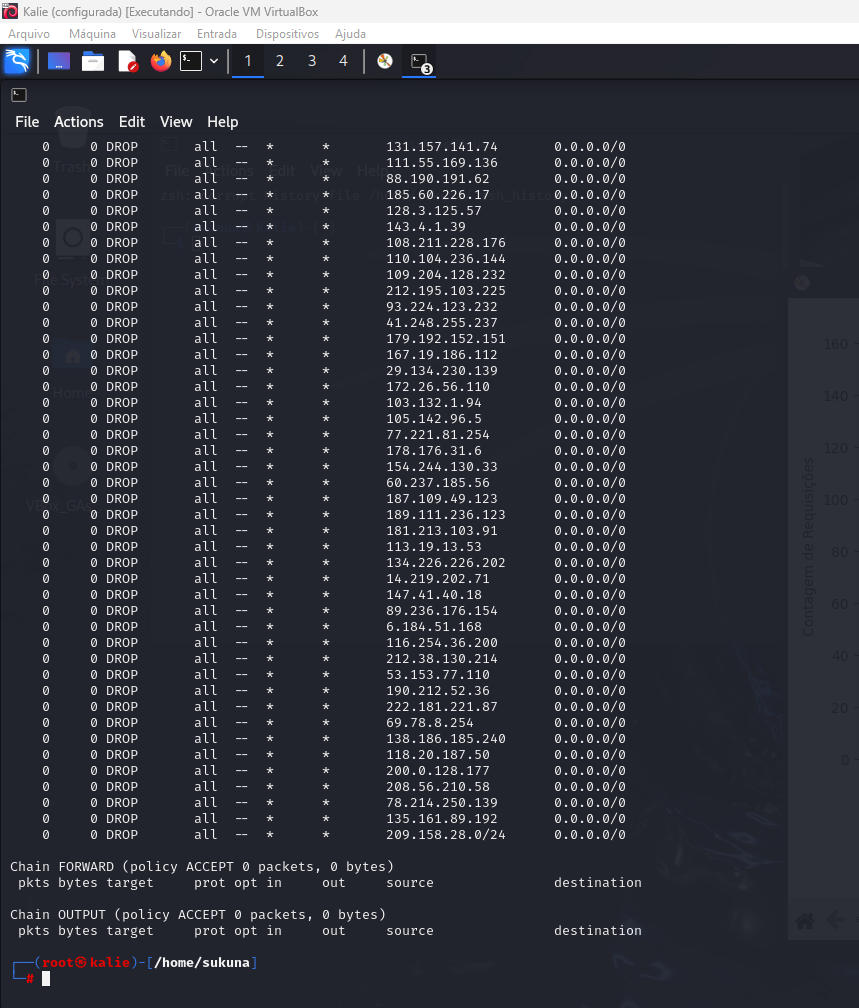 Kalie (configurada) [Executando] - Oracle VM VirtualBox
Arquivo Máquina Visualizar Entrada Dispositivos Ajuda
1 2 3 4 3
File Actions Edit View Help
0 0 DROP all -- * * 131.157.141.74 0.0.0.0/0
0 0 DROP all -- * * 111.55.169.136 0.0.0.0/0
0 0 DROP all -- * * 88.190.191.62 0.0.0.0/0
0 0 DROP all -- * * 185.60.226.17 0.0.0.0/0
0 0 DROP all -- * * 128.3.125.57 0.0.0.0/0
0 0 DROP all -- * * 143.4.1.39 0.0.0.0/0
0 0 DROP all -- * * 108.211.228.176 0.0.0.0/0
0 0 DROP all -- * * 110.104.236.144 0.0.0.0/0
0 0 DROP all -- * * 109.204.128.232 0.0.0.0/0
0 0 DROP all -- * * 212.195.103.225 0.0.0.0/0
0 0 DROP all -- * * 93.224.123.232 0.0.0.0/0
0 0 DROP all -- * * 41.248.255.237 0.0.0.0/0
0 0 DROP all -- * * 179.192.152.151 0.0.0.0/0
0 0 DROP all -- * * 167.19.186.112 0.0.0.0/0
0 0 DROP all -- * * 29.134.230.139 0.0.0.0/0
0 0 DROP all -- * * 172.26.56.110 0.0.0.0/0
0 0 DROP all -- * * 103.132.1.94 0.0.0.0/0
0 0 DROP all -- * * 105.142.96.5 0.0.0.0/0
0 0 DROP all -- * * 77.221.81.254 0.0.0.0/0
0 0 DROP all -- * * 178.176.31.6 0.0.0.0/0
0 0 DROP all -- * * 154.244.130.33 0.0.0.0/0
0 0 DROP all -- * * 60.237.185.56 0.0.0.0/0
0 0 DROP all -- * * 187.109.49.123 0.0.0.0/0
0 0 DROP all -- * * 189.111.236.123 0.0.0.0/0
0 0 DROP all -- * * 181.213.103.91 0.0.0.0/0
0 0 DROP all -- * * 113.19.13.53 0.0.0.0/0
0 0 DROP all -- * * 134.226.226.202 0.0.0.0/0
0 0 DROP all -- * * 14.219.202.71 0.0.0.0/0
0 0 DROP all -- * * 147.41.40.18 0.0.0.0/0
0 0 DROP all -- * * 89.236.176.154 0.0.0.0/0
0 0 DROP all -- * * 6.184.51.168 0.0.0.0/0
0 0 DROP all -- * * 116.254.36.200 0.0.0.0/0
0 0 DROP all -- * * 212.38.130.214 0.0.0.0/0
0 0 DROP all -- * * 53.153.77.110 0.0.0.0/0
0 0 DROP all -- * * 190.212.52.36 0.0.0.0/0
0 0 DROP all -- * * 222.181.221.87 0.0.0.0/0
0 0 DROP all -- * * 69.78.8.254 0.0.0.0/0
0 0 DROP all -- * * 138.186.185.240 0.0.0.0/0
0 0 DROP all -- * * 118.20.187.50 0.0.0.0/0
0 0 DROP all -- * * 200.0.128.177 0.0.0.0/0
0 0 DROP all -- * * 208.56.210.58 0.0.0.0/0
0 0 DROP all -- * * 78.214.250.139 0.0.0.0/0
0 0 DROP all -- * * 135.161.89.192 0.0.0.0/0
0 0 DROP all -- * * 209.158.28.0/24 0.0.0.0/0
Chain FORWARD (policy ACCEPT 0 packets, 0 bytes)
pkts bytes target prot opt in out source destination
Chain OUTPUT (policy ACCEPT 0 packets, 0 bytes)
pkts bytes target prot opt in out source destination
(root㉿kalie)-[/home/sukuna]
#
Trash
File System
Home
File Actions Edit View Help
160
140
120
100
80
60
40
20
0
Contagem de Requisições